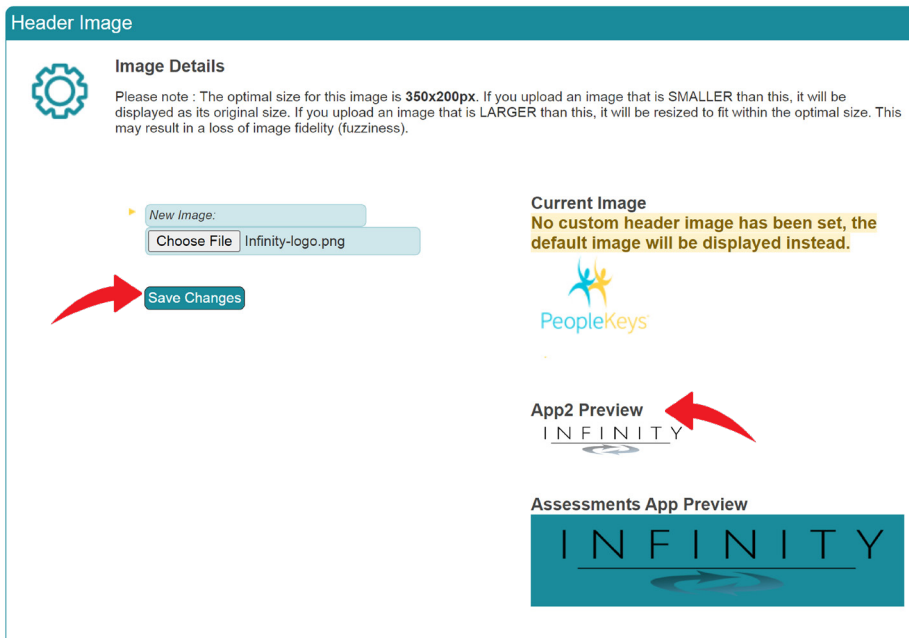 Header Image
Image Details
Please note : The optimal size for this image is 350x200px. If you upload an image that is SMALLER than this, it will be
displayed as its original size. If you upload an image that is LARGER than this, it will be resized to fit within the optimal size. This
may result in a loss of image fidelity (fuzziness).
New Image:
Choose File Infinity-logo.png
Save Changes
Current Image
No custom header image has been set, the
default image will be displayed instead.
PeopleKeys
App2 Preview
INFINITY
Assessments App Preview
INFINITY